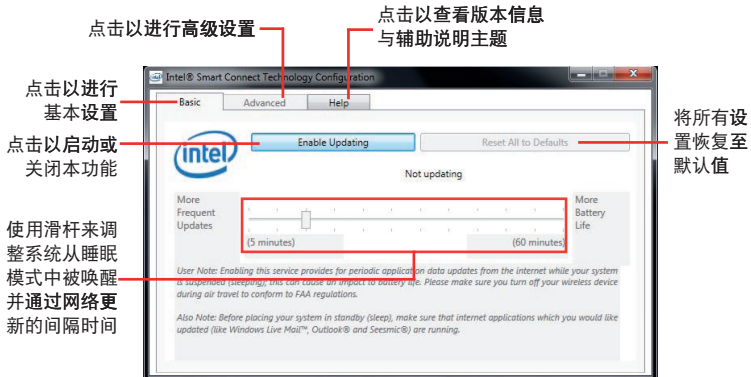 点击以进行高级设置
点击以查看版本信息
与辅助说明主题
点击以进行
基本设置
点击以启动或
关闭本功能
使用滑杆来调
整系统从睡眠
模式中被唤醒
并通过网络更
新的间隔时间
将所有设
置恢复至
默认值
Intel® Smart Connect Technology Configuration
Basic
Advanced
Help
intel
Enable Updating
Reset All to Defaults
Not updating
More
Frequent
Updates
More
Battery
Life
(5 minutes)
(60 minutes)
User Note: Enabling this service provides for periodic application data updates from the internet while your system
is suspended (sleeping); this can cause an impact to battery life. Please make sure you turn off your wireless device
during air travel to conform to FAA regulations.
Also Note: Before placing your system in standby (sleep), make sure that internet applications which you would like
updated (like Windows Live Mail™, Outlook® and Seesmic®) are running.